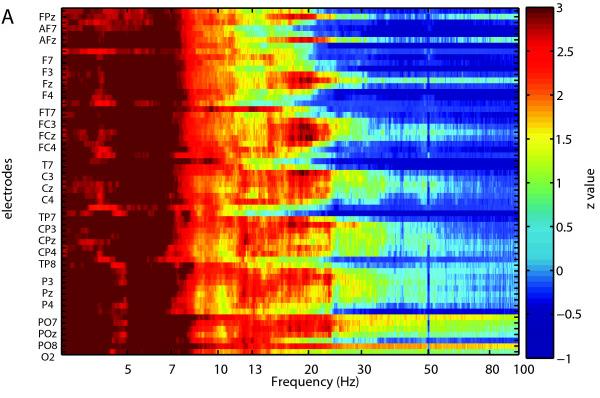 A
electrodes
FPz
AF7
AFz
F7
F3
Fz
F4
FT7
FC3
FCz
FC4
T7
C3
Cz
C4
TP7
CP3
CPz
CP4
TP8
P3
Pz
P4
PO7
POz
PO8
O2
5 7 10 13 20 30 50 80 100
Frequency (Hz)
3
2.5
2
1.5
1
0.5
0
−0.5
−1
z value